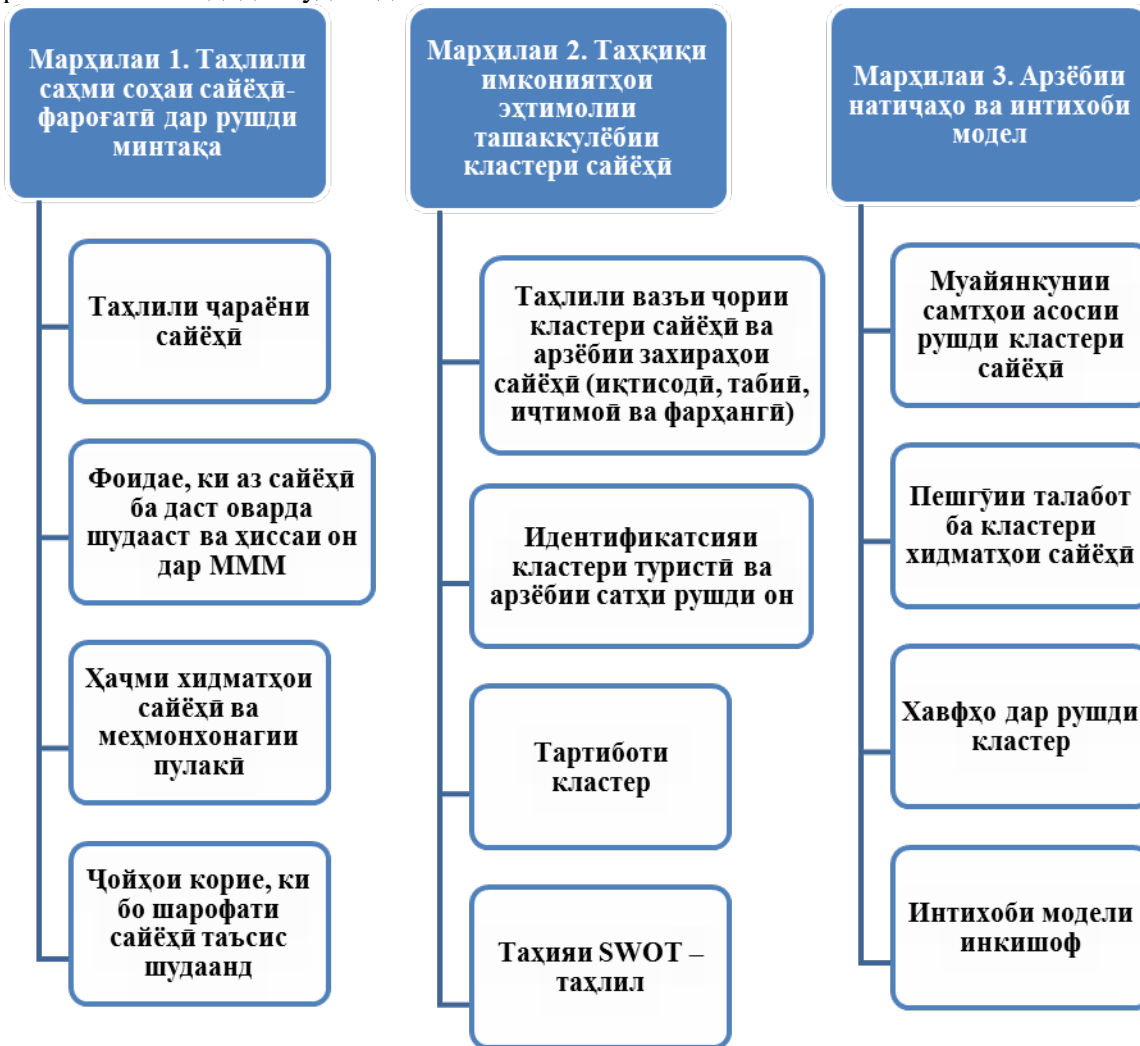 Марҳилаи 1. Таҳлили
саҳми соҳаи сайёҳӣ-
фароғатӣ дар рушди
минтақа
Таҳлили ҷараёни
сайёҳӣ
Фоидае, ки аз сайёҳӣ
ба даст оварда
шудааст ва ҳиссаи он
дар МММ
Ҳаҷми хидматҳои
сайёҳӣ ва
меҳмонхонагии
пулакӣ
Ҷойҳои корие, ки
бо шарофати
сайёҳӣ таъсис
шудаанд
Марҳилаи 2. Таҳқиқи
имкониятҳои
эҳтимолии
ташаккулёбии
кластери сайёҳӣ
Таҳлили вазъи ҷории
кластери сайёҳӣ ва
арзёбии захираҳои
сайёҳӣ (иқтисодӣ, табиӣ,
иҷтимоӣ ва фарҳангӣ)
Идентификатсияи
кластери туристӣ ва
арзёбии сатҳи рушди он
Тартиботи
кластер
Таҳияи SWOT –
таҳлил
Марҳилаи 3. Арзёбии
натиҷаҳо ва интихоби
модел
Муайянкунии
самтҳои асосии
рушди кластери
сайёҳӣ
Пешгӯии талабот
ба кластери
хидматҳои сайёҳӣ
Хавфҳо дар рушди
кластер
Интихоби модели
инкишоф